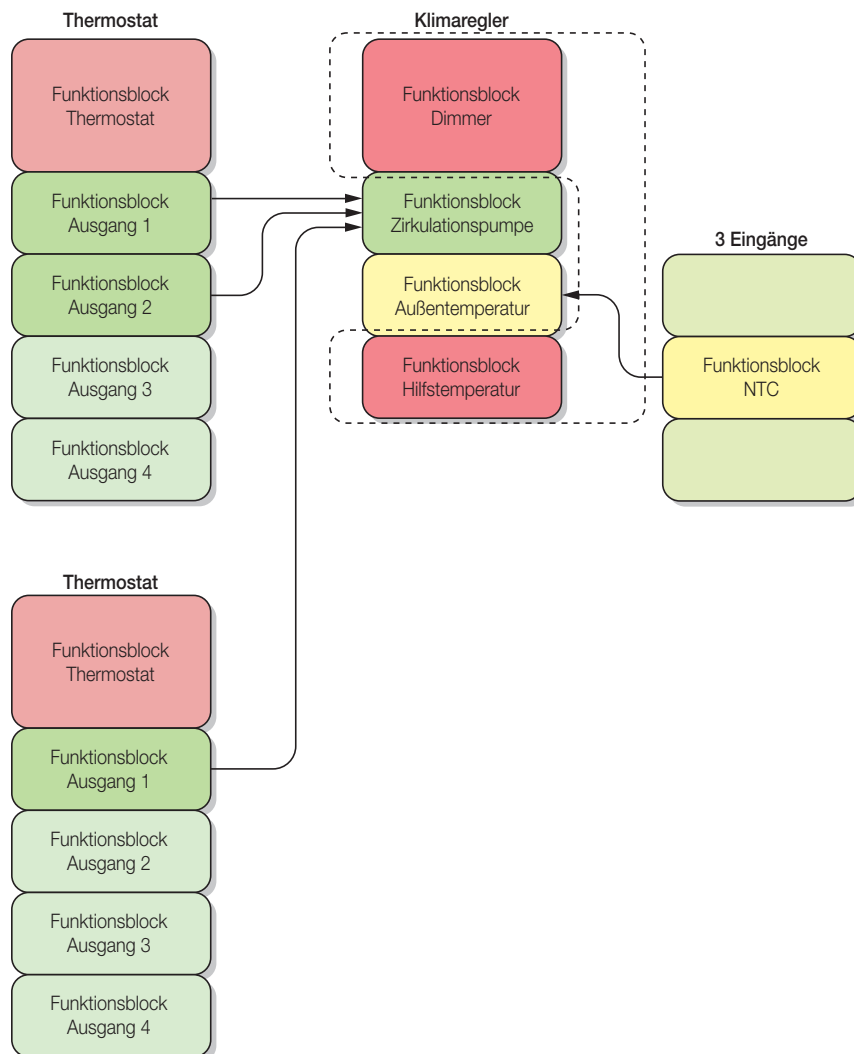 Thermostat
Funktionsblock
Thermostat
Funktionsblock
Ausgang 1
Funktionsblock
Ausgang 2
Funktionsblock
Ausgang 3
Funktionsblock
Ausgang 4
Klimaregler
Funktionsblock
Dimmer
Funktionsblock
Zirkulationspumpe
Funktionsblock
Außentemperatur
Funktionsblock
Hilfstemperatur
3 Eingänge
Funktionsblock
NTC
Thermostat
Funktionsblock
Thermostat
Funktionsblock
Ausgang 1
Funktionsblock
Ausgang 2
Funktionsblock
Ausgang 3
Funktionsblock
Ausgang 4